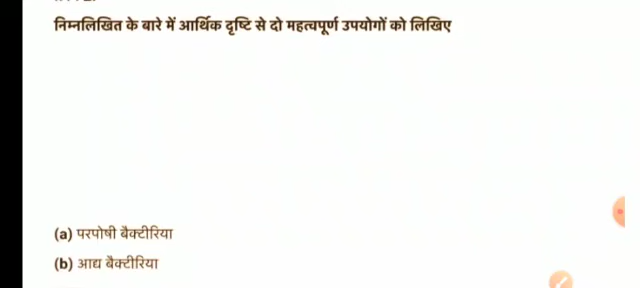 निम्नलिखित के बारे में आर्थिक दृष्टि से दो महत्वपूर्ण उपयोगों को लिखिए
(a) परपोषी बैक्टीरिया
(b) आद्य बैक्टीरिया